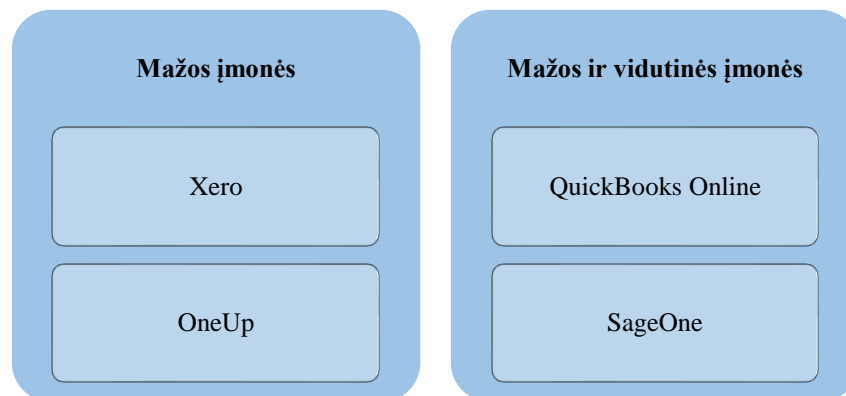 Mažos įmonės
Xero
OneUp
Mažos ir vidutinės įmonės
QuickBooks Online
SageOne